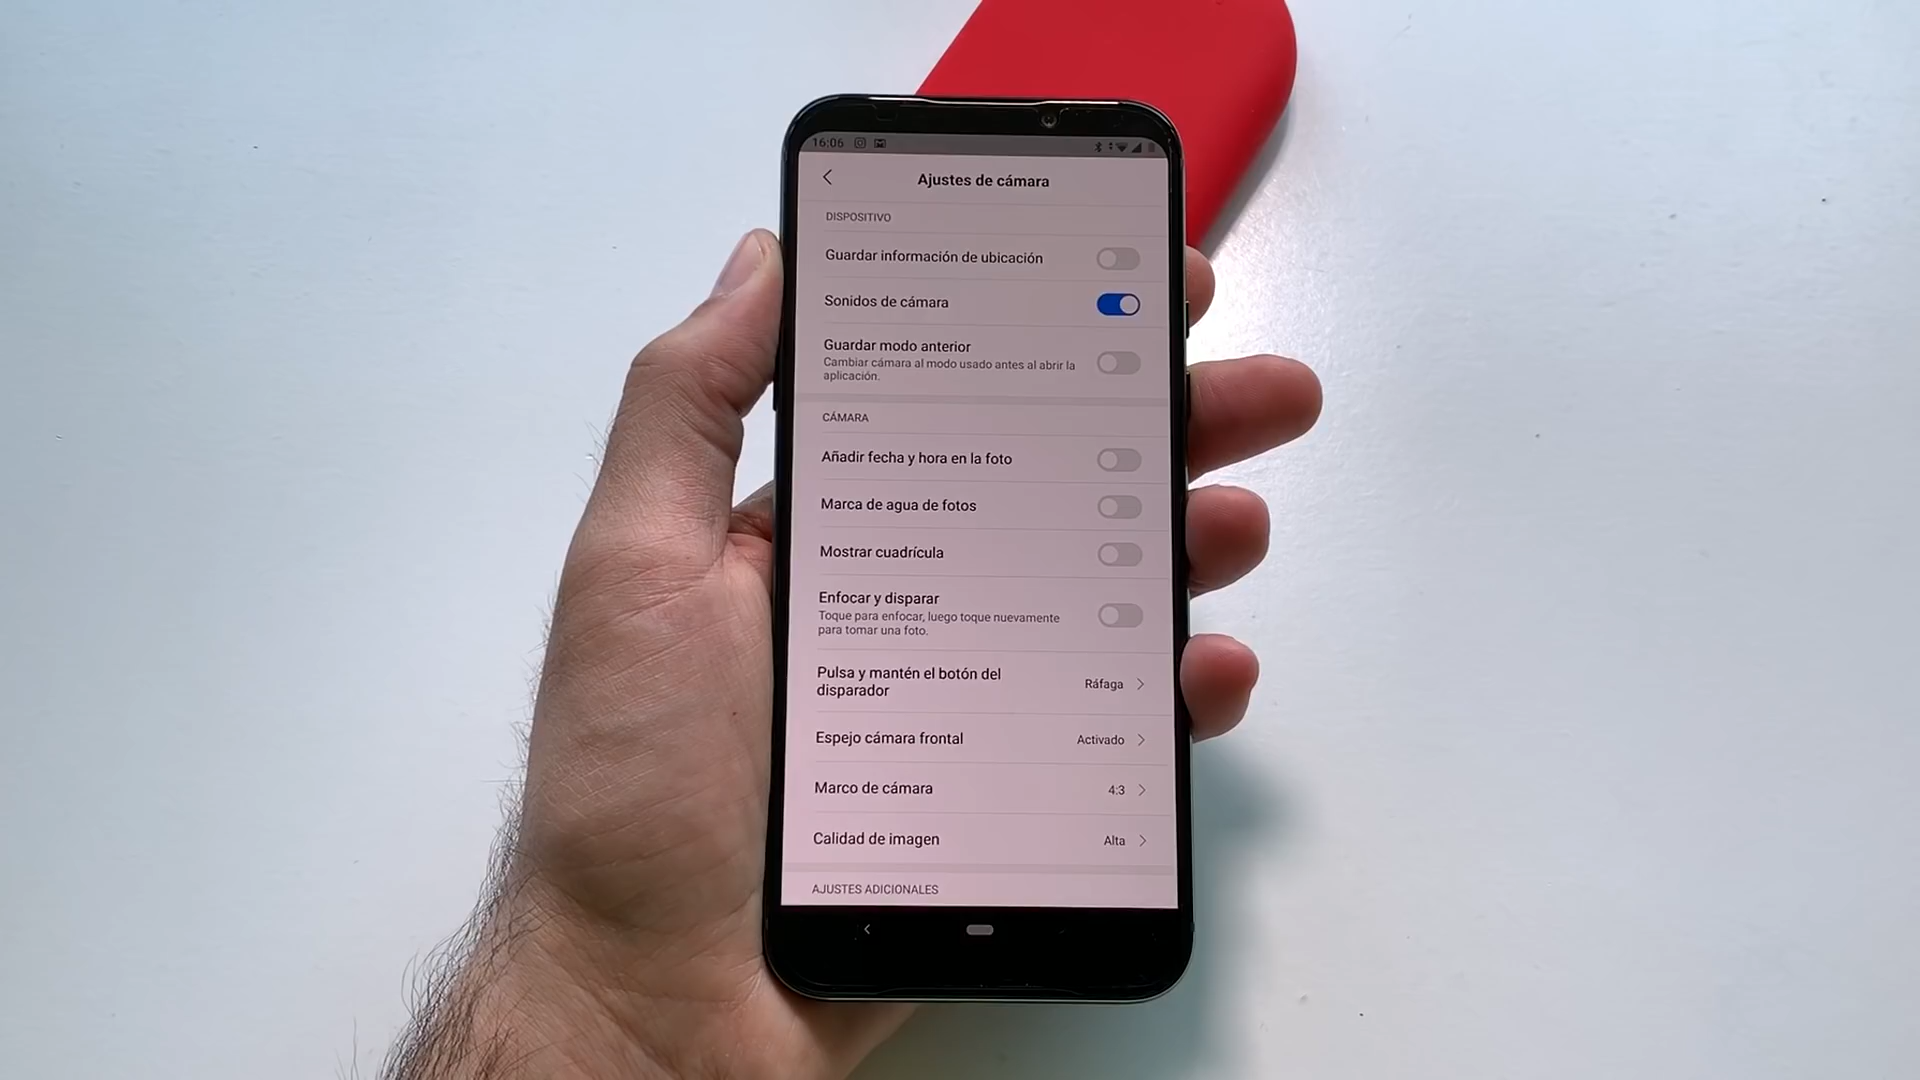 16:06
Ajustes de cámara
DISPOSITIVO
Guardar información de ubicación
Sonidos de cámara
Guardar modo anterior
Cambiar cámara al modo usado antes al abrir la
aplicación.
CÁMARA
Añadir fecha y hora en la foto
Marca de agua de fotos
Mostrar cuadrícula
Enfocar y disparar
Toque para enfocar, luego toque nuevamente
para tomar una foto.
Pulsa y mantén el botón del
disparador
Ráfaga
Espejo cámara frontal
Activado
Marco de cámara
4:3
Calidad de imagen
Alta
AJUSTES ADICIONALES